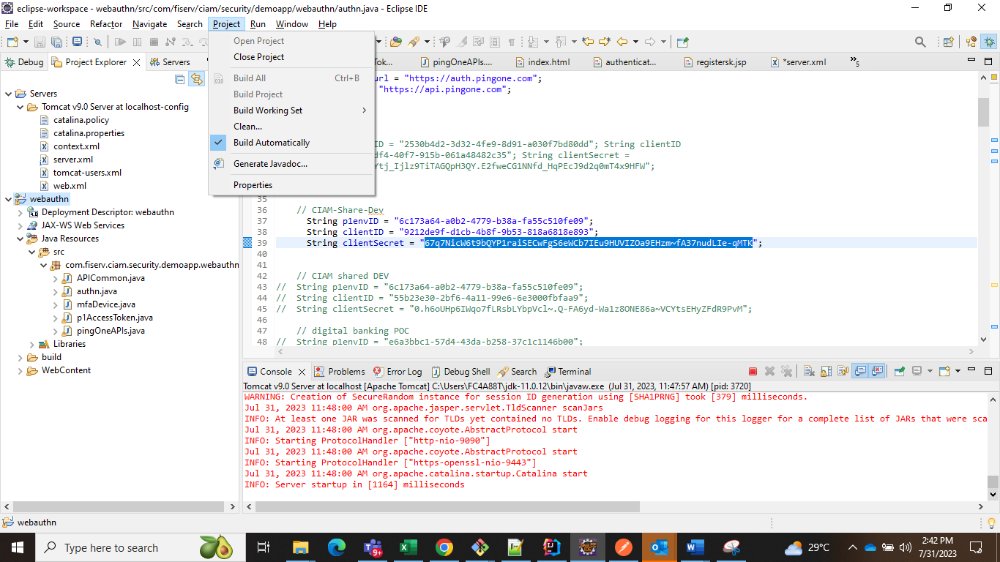 eclipse-workspace - webauthn/src/com/fiserv/ciam/security/demoapp/webauthn/authn.java - Eclipse IDE
File Edit Source Refactor Navigate Search Project Run Window Help
Open Project
Close Project
Build All Ctrl+B
Build Project
Build Working Set
Clean...
Build Automatically
Generate Javadoc...
Properties
Debug Project Explorer Servers
Tok... pingOneAPIs.... index.html authenticat... registersk.jsp *server.xml 5
Servers
Tomcat v9.0 Server at localhost-config
catalina.policy
catalina.properties
context.xml
server.xml
tomcat-users.xml
web.xml
webauthn
Deployment Descriptor: webauthn
JAX-WS Web Services
Java Resources
src
com.fiserv.ciam.security.demoapp.webauthn
APICommon.java
authn.java
mfaDevice.java
p1AccessToken.java
pingOneAPIs.java
Libraries
build
WebContent
url = "https://auth.pingone.com";
"https://api.pingone.com";
ID = "2530b4d2-3d32-4fe9-8d91-a030f7bd80dd"; String clientID
df4-40f7-915b-061a48482c35"; String clientSecret =
Ytj_Ijlz9TiTAGQpH3QY.E2fweCG1NNfd_HqPEcJ9d2q0mT4x9HFW";
35
36 // CIAM-Share-Dev
37 String p1envID = "6c173a64-a0b2-4779-b38a-fa55c510fe09";
38 String clientID = "9212de9f-d1cb-4b8f-9b53-818a6818e893";
39 String clientSecret = "67q7NicW6t9bQYP1raiSECwFgS6eWCb7IEu9HUVIZOa9EHzm~fA37nudLIe-qMTK";
40
41
42 // CIAM shared DEV
43 // String p1envID = "6c173a64-a0b2-4779-b38a-fa55c510fe09";
44 // String clientID = "55b23e30-2bf6-4a11-99e6-6e3000fbfaa9";
45 // String clientSecret = "0.h6oUHp6IWqo7fLRsbLYbpVcl~.Q-FA6yd-Wa1z8ONE86a~VCYtsEHyZFdR9PvM";
46
47 // digital banking POC
48 // String p1envID = "e6a3bbc1-57d4-43da-b258-37c1c1146b00";
Console Problems Error Log Debug Shell Search Terminal
Tomcat v9.0 Server at localhost [Apache Tomcat] C:\Users\FC4A88T\jdk-11.0.12\bin\javaw.exe (Jul 31, 2023, 11:47:57 AM) [pid: 3720]
WARNING: Creation of SecureRandom instance for session ID generation using [SHA1PRNG] took [379] milliseconds.
Jul 31, 2023 11:48:00 AM org.apache.jasper.servlet.TldScanner scanJars
INFO: At least one JAR was scanned for TLDs yet contained no TLDs. Enable debug logging for this logger for a complete list of JARs that were sca
Jul 31, 2023 11:48:00 AM org.apache.coyote.AbstractProtocol start
INFO: Starting ProtocolHandler ["http-nio-9090"]
Jul 31, 2023 11:48:00 AM org.apache.coyote.AbstractProtocol start
INFO: Starting ProtocolHandler ["https-openssl-nio-9443"]
Jul 31, 2023 11:48:00 AM org.apache.catalina.startup.Catalina start
INFO: Server startup in [1164] milliseconds
webauthn
Type here to search
9+
29°C
2:42 PM
7/31/2023